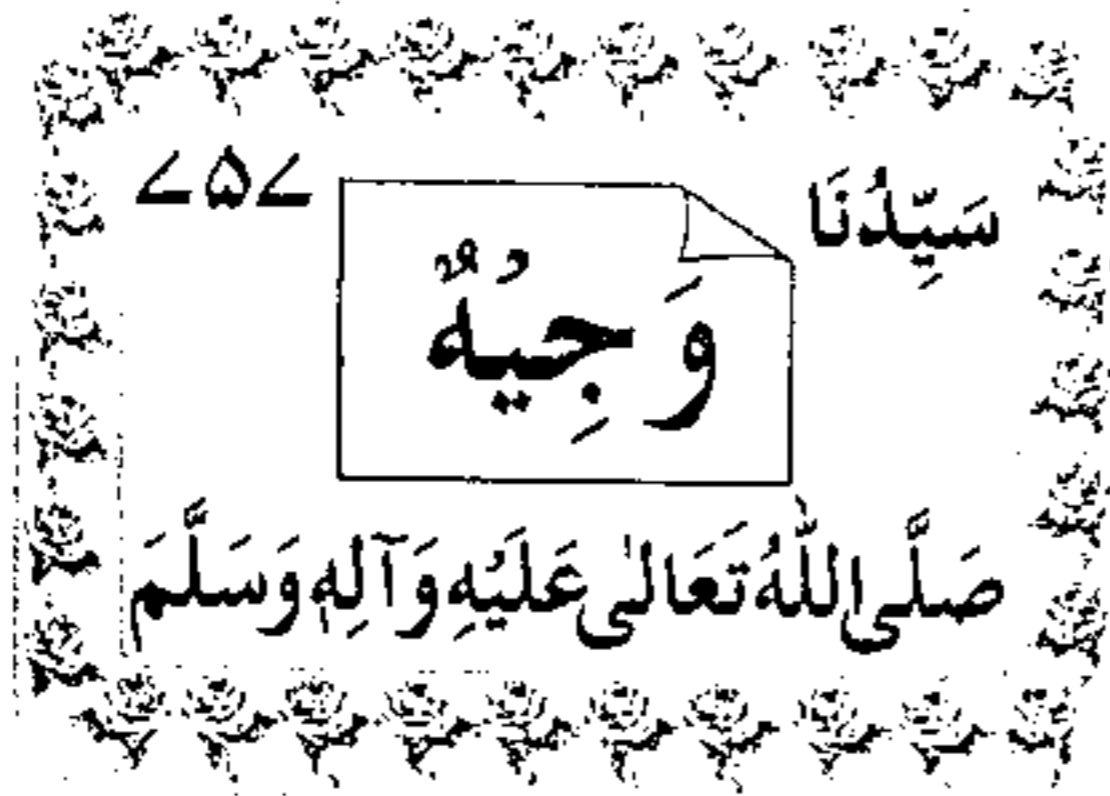 سَيِّدُنَا ۷۵۷
وَجِيْهٌ
صَلَّى اللّٰهُ تَعَالٰى عَلَيْهِ وَآلِهٖ وَسَلَّمَ